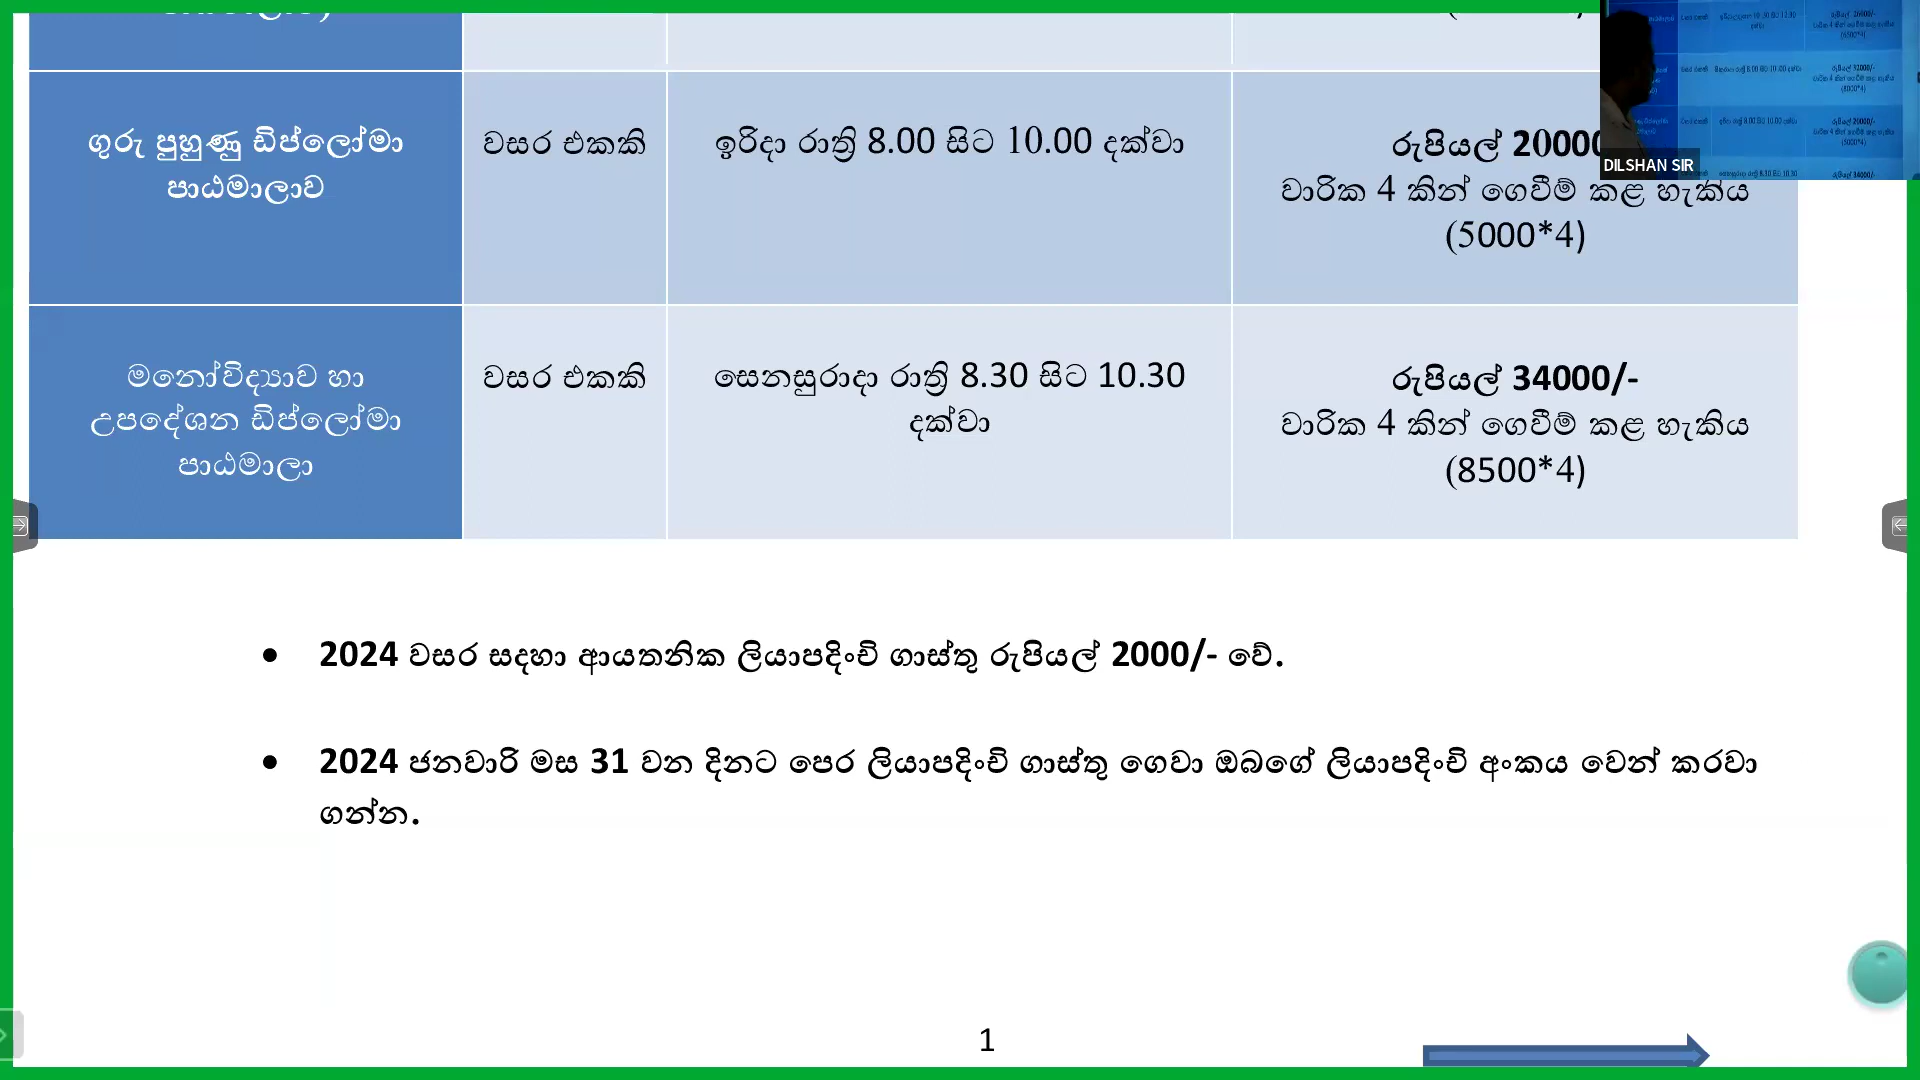 ගුරු පුහුණු ඩිප්ලෝමා
පාඨමාලාව
වසර එකකි
ඉරිදා රාත්‍රි 8.00 සිට 10.00 දක්වා
රුපියල් 20000
වාරික 4 කින් ගෙවීම් කළ හැකිය
(5000*4)
මනෝවිද්‍යාව හා
උපදේශන ඩිප්ලෝමා
පාඨමාලා
වසර එකකි
සෙනසුරාදා රාත්‍රි 8.30 සිට 10.30
දක්වා
රුපියල් 34000/-
වාරික 4 කින් ගෙවීම් කළ හැකිය
(8500*4)
DILSHAN SIR
• 2024 වසර සඳහා ආයතනික ලියාපදිංචි ගාස්තු රුපියල් 2000/- වේ.
• 2024 ජනවාරි මස 31 වන දිනට පෙර ලියාපදිංචි ගාස්තු ගෙවා ඔබගේ ලියාපදිංචි අංකය වෙන් කරවා
ගන්න.
1